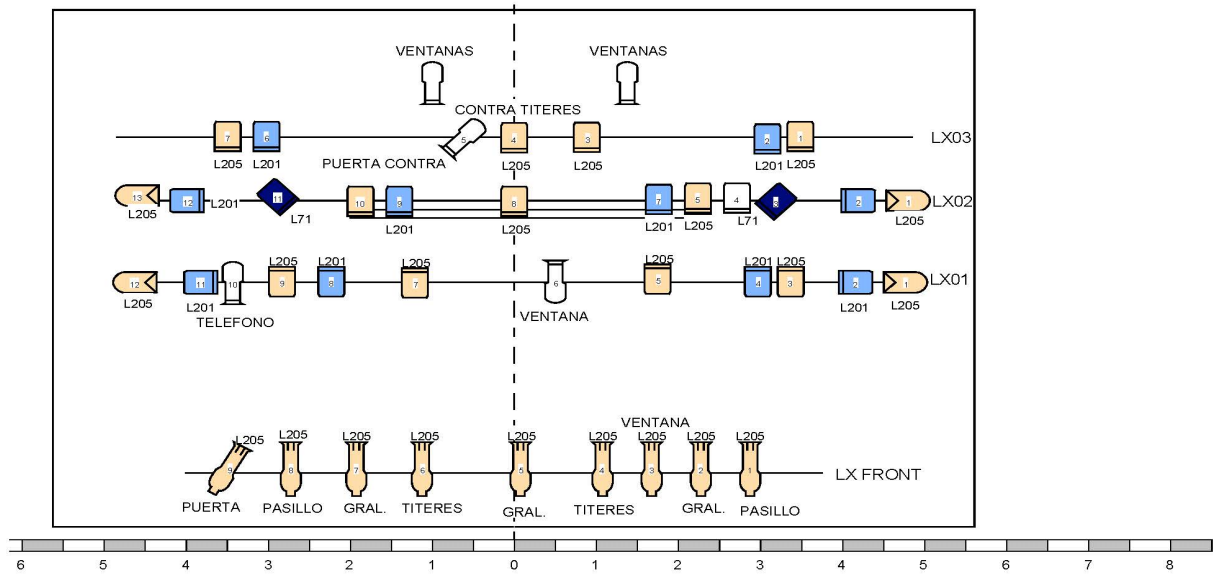 VENTANAS VENTANAS
CONTRA TITERES
7 6 5 4 3 2 1 LX03
L205 L201 L205 L205 L201 L205
PUERTA CONTRA
13 12 11 10 9 6 7 5 4 3 2 1 LX02
L205 L201 L71 L201 L205 L201 L205 L71 L201 L205
L205 L201 L205 L205 L201 L205
12 11 10 9 8 7 6 5 4 3 2 1 LX01
L205 L201 L201 L205
TELEFONO VENTANA
VENTANA
L205 L205 L205 L205 L205 L205 L205 L205 L205
9 8 7 6 5 4 3 2 1 LX FRONT
PUERTA PASILLO GRAL. TITERES GRAL. TITERES GRAL. PASILLO
6 5 4 3 2 1 0 1 2 3 4 5 6 7 8